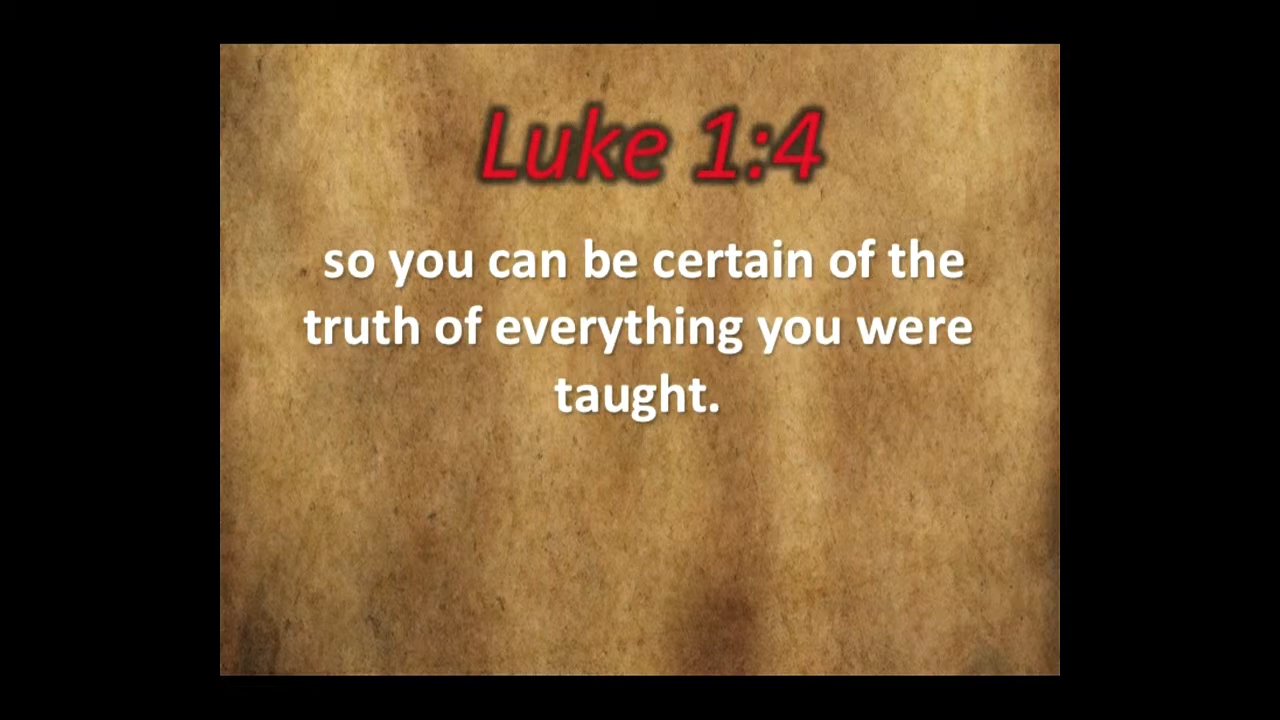 Luke 1:4
so you can be certain of the
truth of everything you were
taught.